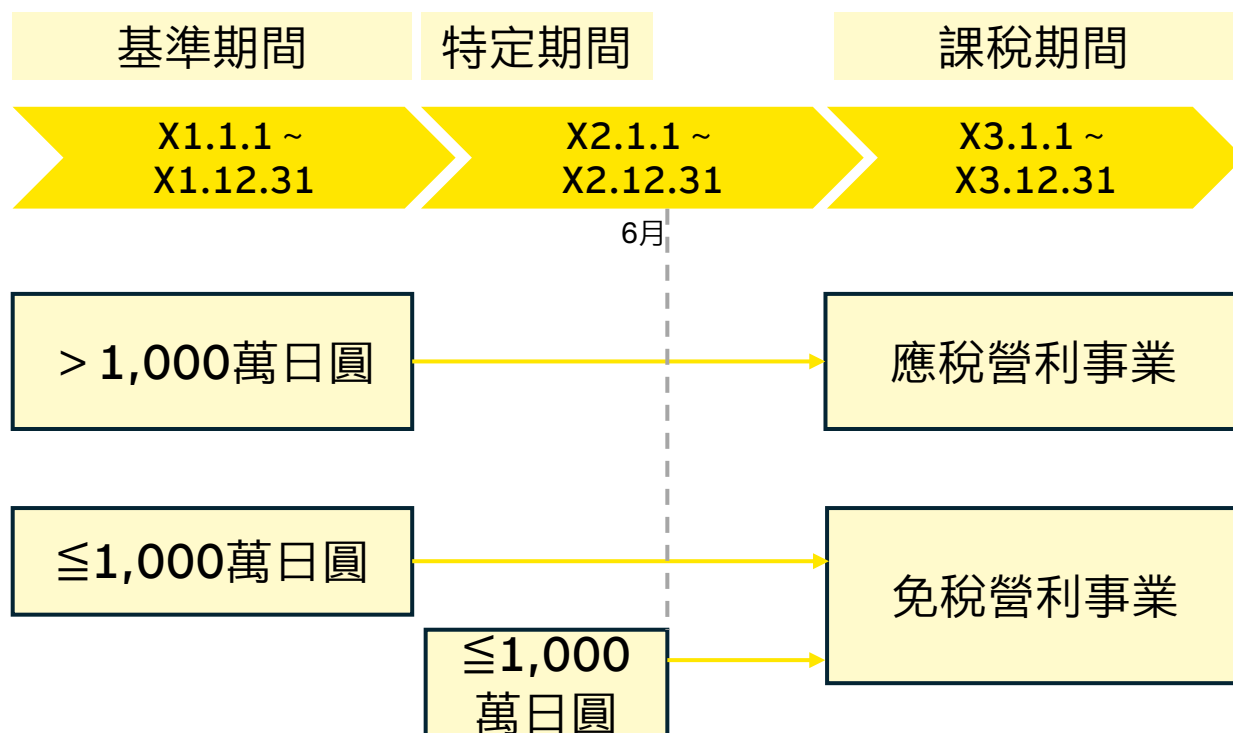 基準期間
特定期間
課稅期間
X1.1.1 ~
X1.12.31
X2.1.1 ~
X2.12.31
X3.1.1 ~
X3.12.31
6月
> 1,000萬日圓
應稅營利事業
≦1,000萬日圓
免稅營利事業
≦1,000
萬日圓